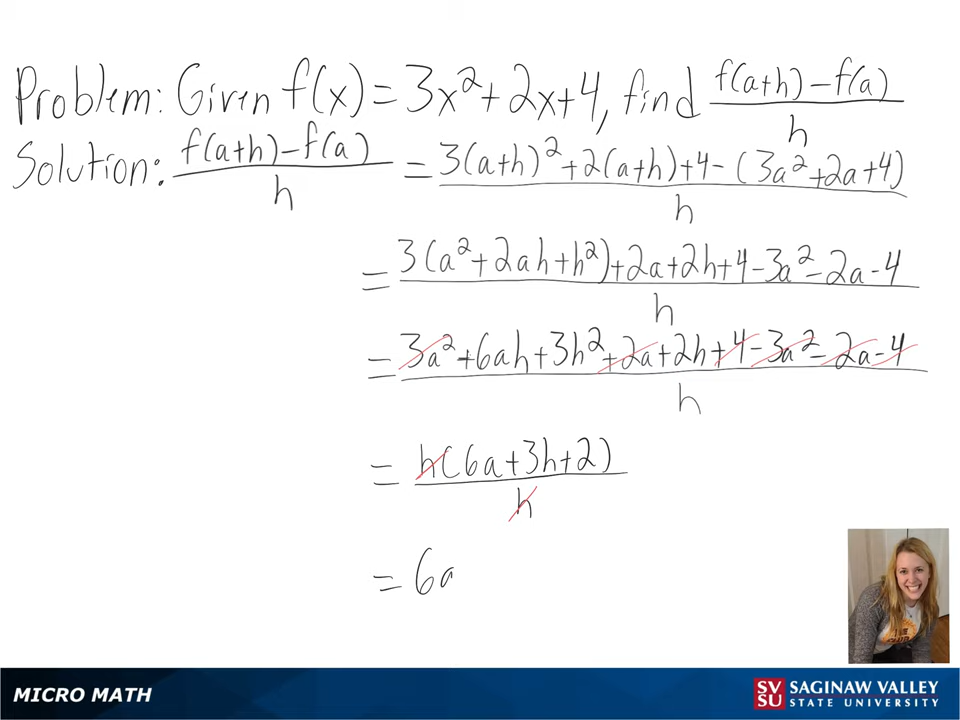 Problem: Given f(x) = 3x² + 2x + 4, find (f(a+h) − f(a))/h
Solution: (f(a+h) − f(a))/h = (3(a+h)² + 2(a+h) + 4 − (3a² + 2a + 4))/h
= (3(a² + 2ah + h²) + 2a + 2h + 4 − 3a² − 2a − 4)/h
= (3a² + 6ah + 3h² + 2a + 2h + 4 − 3a² − 2a − 4)/h
= h(6a + 3h + 2)/h
= 6a
MICRO MATH
SVSU SAGINAW VALLEY
STATE UNIVERSITY